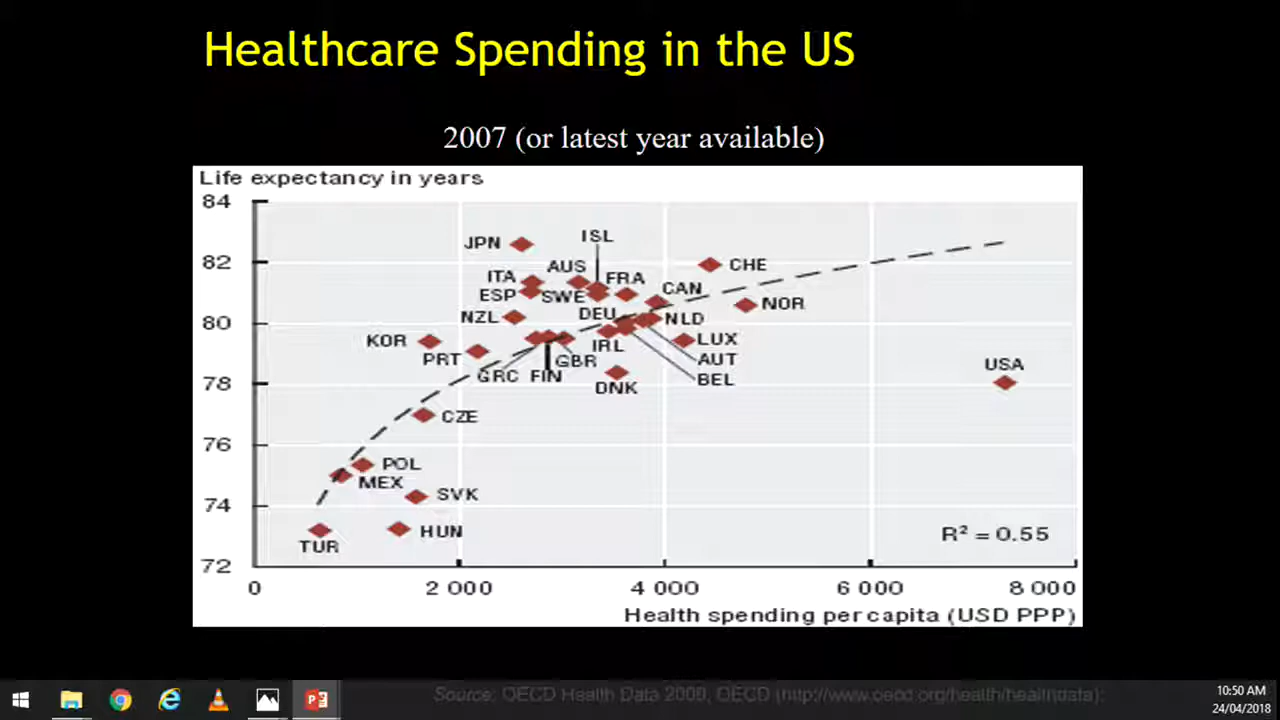 Healthcare Spending in the US
2007 (or latest year available)
Life expectancy in years
84
82
80
78
76
74
72
JPN
ISL
CHE
ITA
AUS
FRA
ESP
SWE
CAN
NOR
NZL
DEU
NLD
KOR
IRL
LUX
PRT
GBR
AUT
USA
GRC
FIN
BEL
DNK
CZE
POL
MEX
SVK
HUN
TUR
R² = 0.55
0
2 000
4 000
6 000
8 000
Health spending per capita (USD PPP)
Source: OECD Health Data 2009, OECD (http://www.oecd.org/health/healthdata).
10:50 AM
24/04/2018